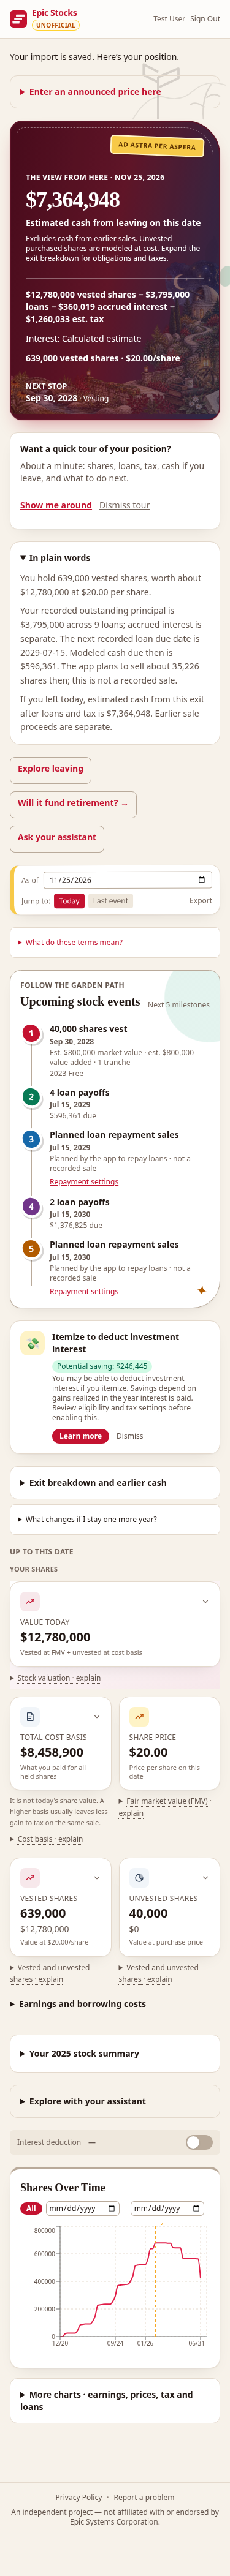 Epic Stocks
UNOFFICIAL
Test User Sign Out
Your import is saved. Here's your position.
▶ Enter an announced price here
AD ASTRA PER ASPERA
THE VIEW FROM HERE · NOV 25, 2026
$7,364,948
Estimated cash from leaving on this date
Excludes cash from earlier sales. Unvested
purchased shares are modeled at cost. Expand the
exit breakdown for obligations and taxes.
$12,780,000 vested shares − $3,795,000
loans − $360,019 accrued interest −
$1,260,033 est. tax
Interest: Calculated estimate
639,000 vested shares · $20.00/share
NEXT STOP
Sep 30, 2028 · Vesting
Want a quick tour of your position?
About a minute: shares, loans, tax, cash if you
leave, and what to do next.
Show me around Dismiss tour
▼ In plain words
You hold 639,000 vested shares, worth about
$12,780,000 at $20.00 per share.
Your recorded outstanding principal is
$3,795,000 across 9 loans; accrued interest is
separate. The next recorded loan due date is
2029-07-15. Modeled cash due then is
$596,361. The app plans to sell about 35,226
shares then; this is not a recorded sale.
If you left today, estimated cash from this exit
after loans and tax is $7,364,948. Earlier sale
proceeds are separate.
Explore leaving
Will it fund retirement? →
Ask your assistant
As of 11/25/2026
Jump to: Today Last event Export
▶ What do these terms mean?
FOLLOW THE GARDEN PATH
Upcoming stock events Next 5 milestones
1 40,000 shares vest
Sep 30, 2028
Est. $800,000 market value · est. $800,000
value added · 1 tranche
2023 Free
2 4 loan payoffs
Jul 15, 2029
$596,361 due
3 Planned loan repayment sales
Jul 15, 2029
Planned by the app to repay loans · not a
recorded sale
Repayment settings
4 2 loan payoffs
Jul 15, 2030
$1,376,825 due
5 Planned loan repayment sales
Jul 15, 2030
Planned by the app to repay loans · not a
recorded sale
Repayment settings
Itemize to deduct investment
interest
Potential saving: $246,445
You may be able to deduct investment
interest if you itemize. Savings depend on
gains realized in the year interest is paid.
Review eligibility and tax settings before
enabling this.
Learn more Dismiss
▶ Exit breakdown and earlier cash
▶ What changes if I stay one more year?
UP TO THIS DATE
YOUR SHARES
VALUE TODAY
$12,780,000
Vested at FMV + unvested at cost basis
▶ Stock valuation · explain
TOTAL COST BASIS
$8,458,900
What you paid for all
held shares
It is not today's share value. A
higher basis usually leaves less
gain to tax on the same sale.
▶ Cost basis · explain
SHARE PRICE
$20.00
Price per share on this
date
▶ Fair market value (FMV) ·
explain
VESTED SHARES
639,000
$12,780,000
Value at $20.00/share
▶ Vested and unvested
shares · explain
UNVESTED SHARES
40,000
$0
Value at purchase price
▶ Vested and unvested
shares · explain
▶ Earnings and borrowing costs
▶ Your 2025 stock summary
▶ Explore with your assistant
Interest deduction —
Shares Over Time
All mm/dd/yyyy – mm/dd/yyyy
800000
600000
400000
200000
0
12/20 09/24 01/26 06/31
▶ More charts · earnings, prices, tax and
loans
Privacy Policy · Report a problem
An independent project — not affiliated with or endorsed by
Epic Systems Corporation.